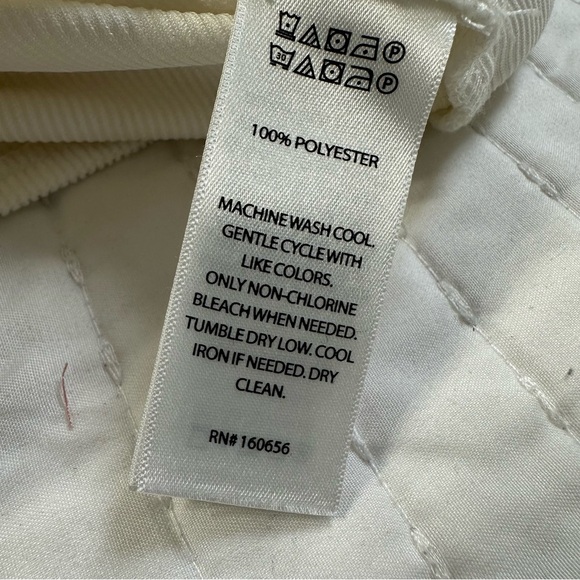 P
30 P
100% POLYESTER
MACHINE WASH COOL.
GENTLE CYCLE WITH
LIKE COLORS.
ONLY NON-CHLORINE
BLEACH WHEN NEEDED.
TUMBLE DRY LOW. COOL
IRON IF NEEDED. DRY
CLEAN.
RN# 160656